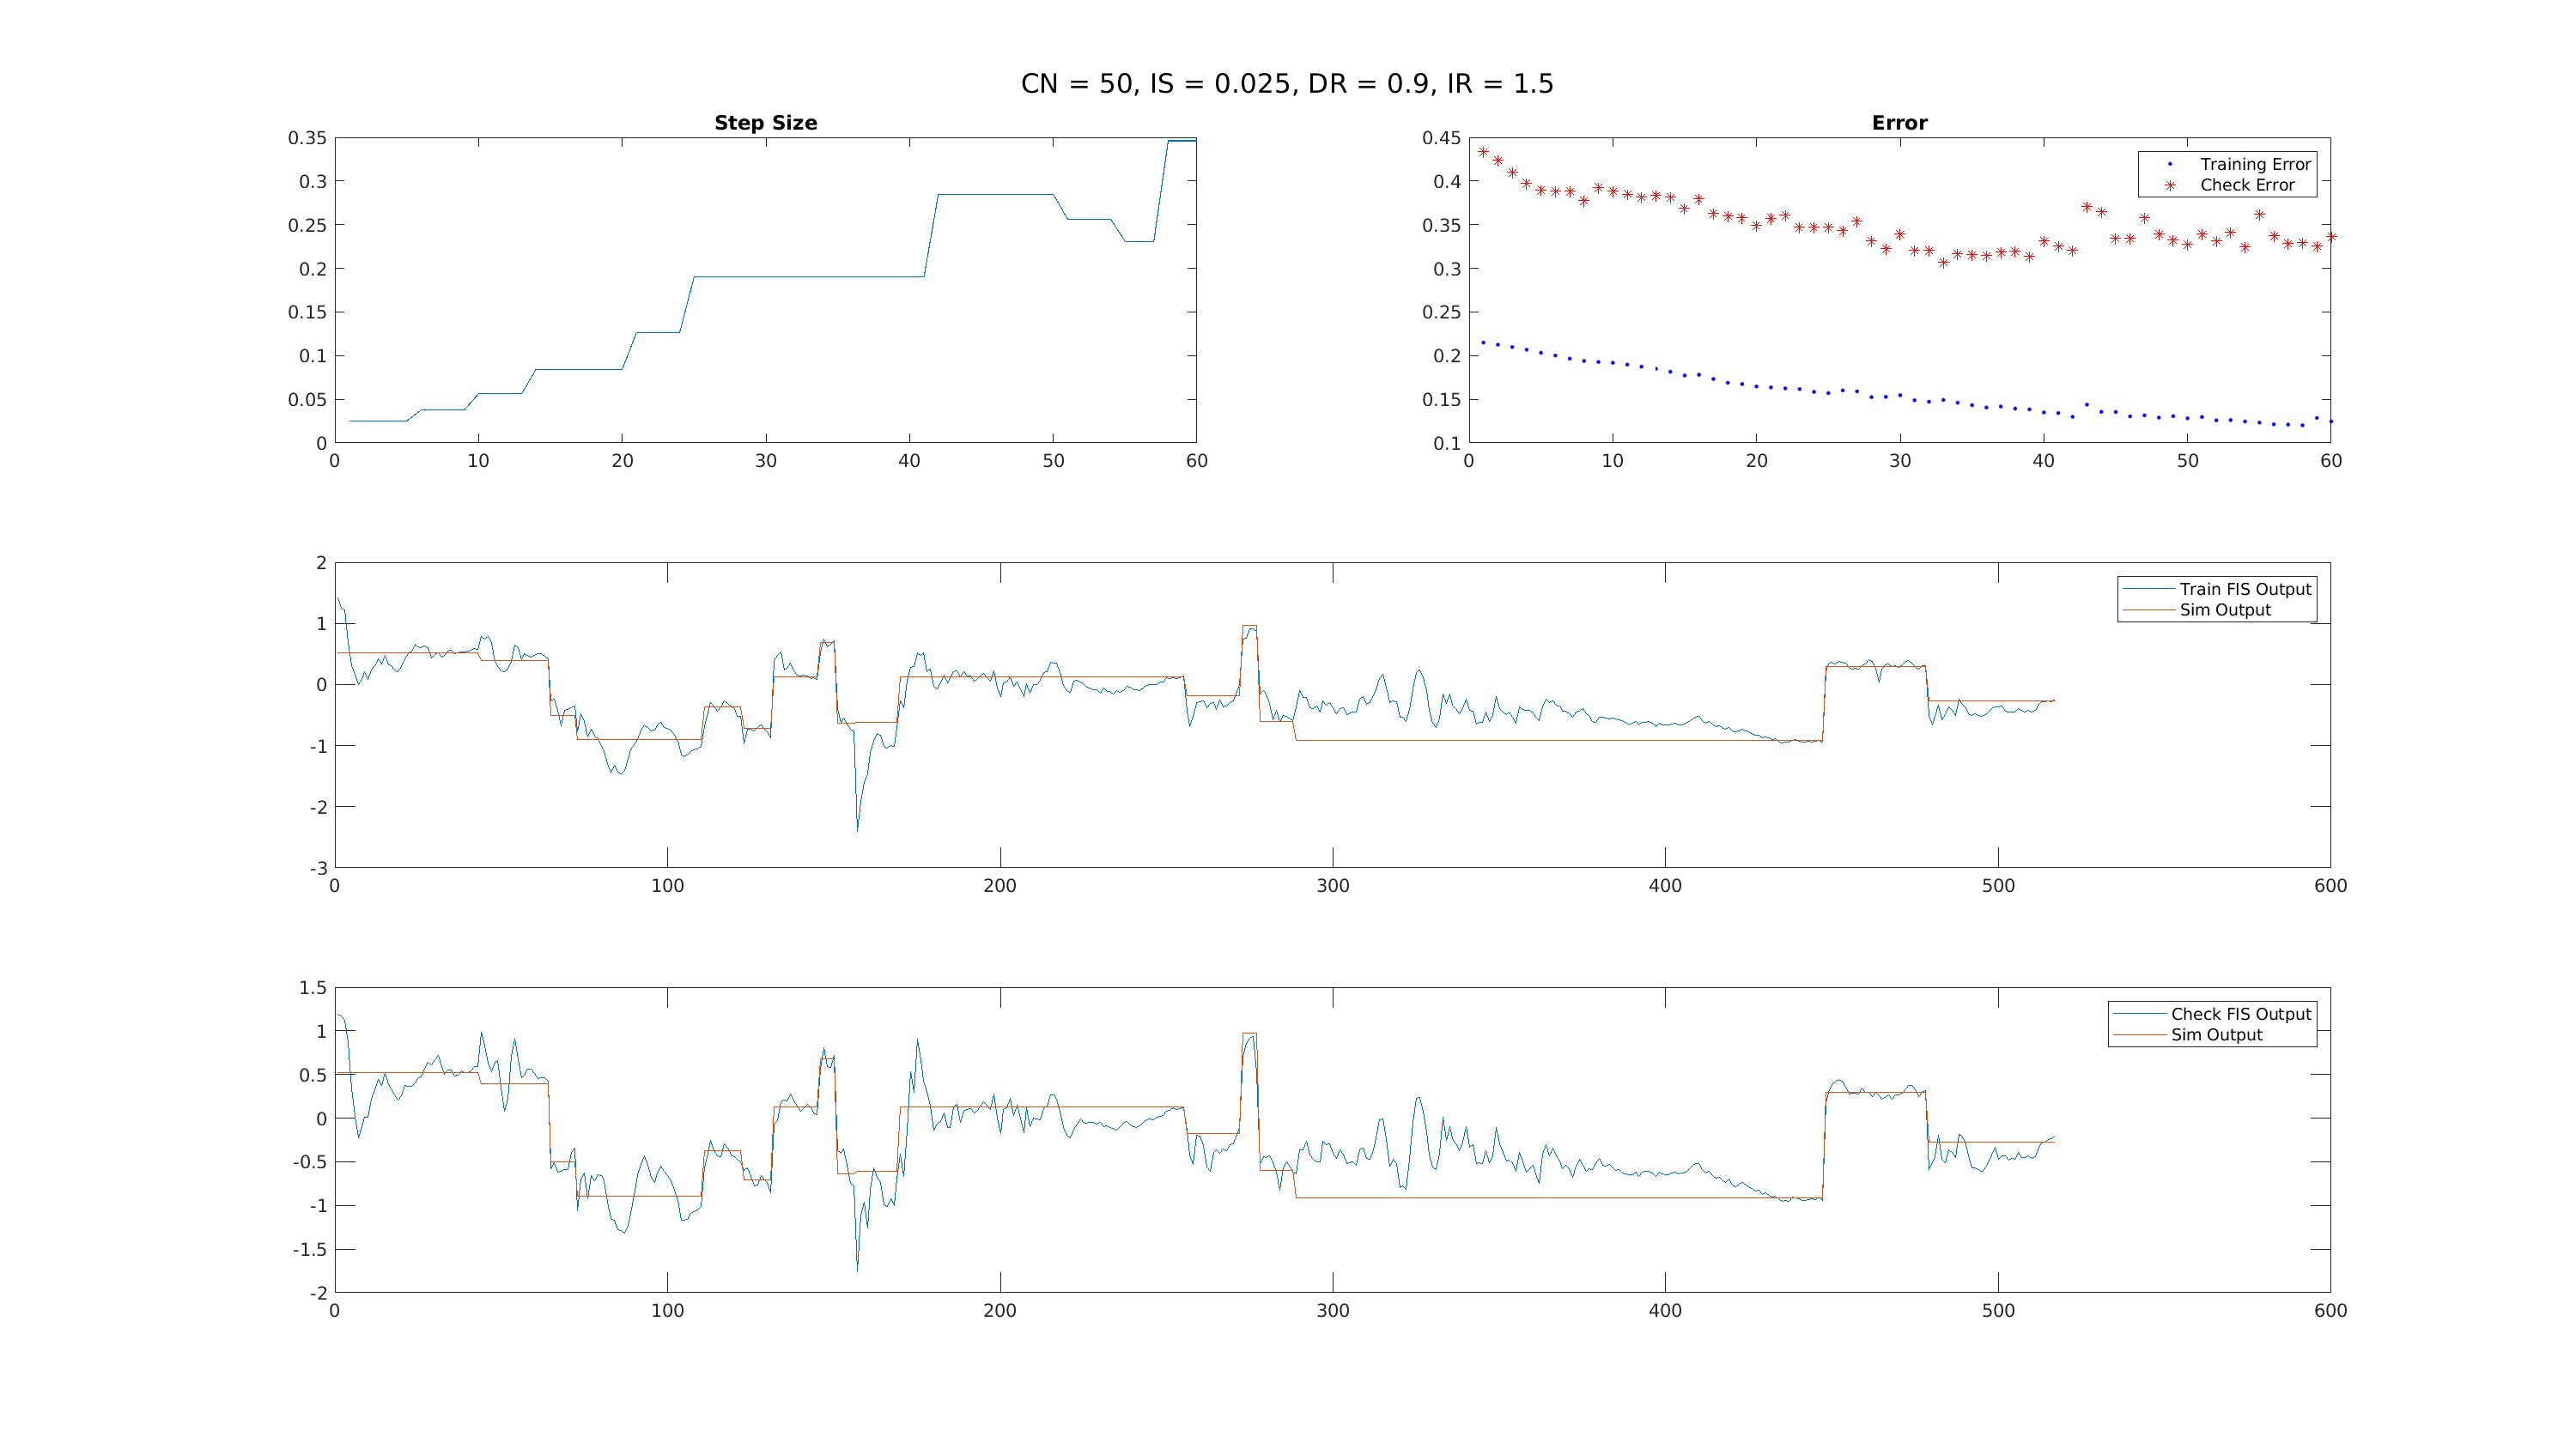 CN = 50, IS = 0.025, DR = 0.9, IR = 1.5
Step Size
0.35
0.3
0.25
0.2
0.15
0.1
0.05
0
0 10 20 30 40 50 60
Error
0.45
0.4
0.35
0.3
0.25
0.2
0.15
0.1
0 10 20 30 40 50 60
Training Error
Check Error
2
1
0
-1
-2
-3
0 100 200 300 400 500 600
Train FIS Output
Sim Output
1.5
1
0.5
0
-0.5
-1
-1.5
-2
0 100 200 300 400 500 600
Check FIS Output
Sim Output